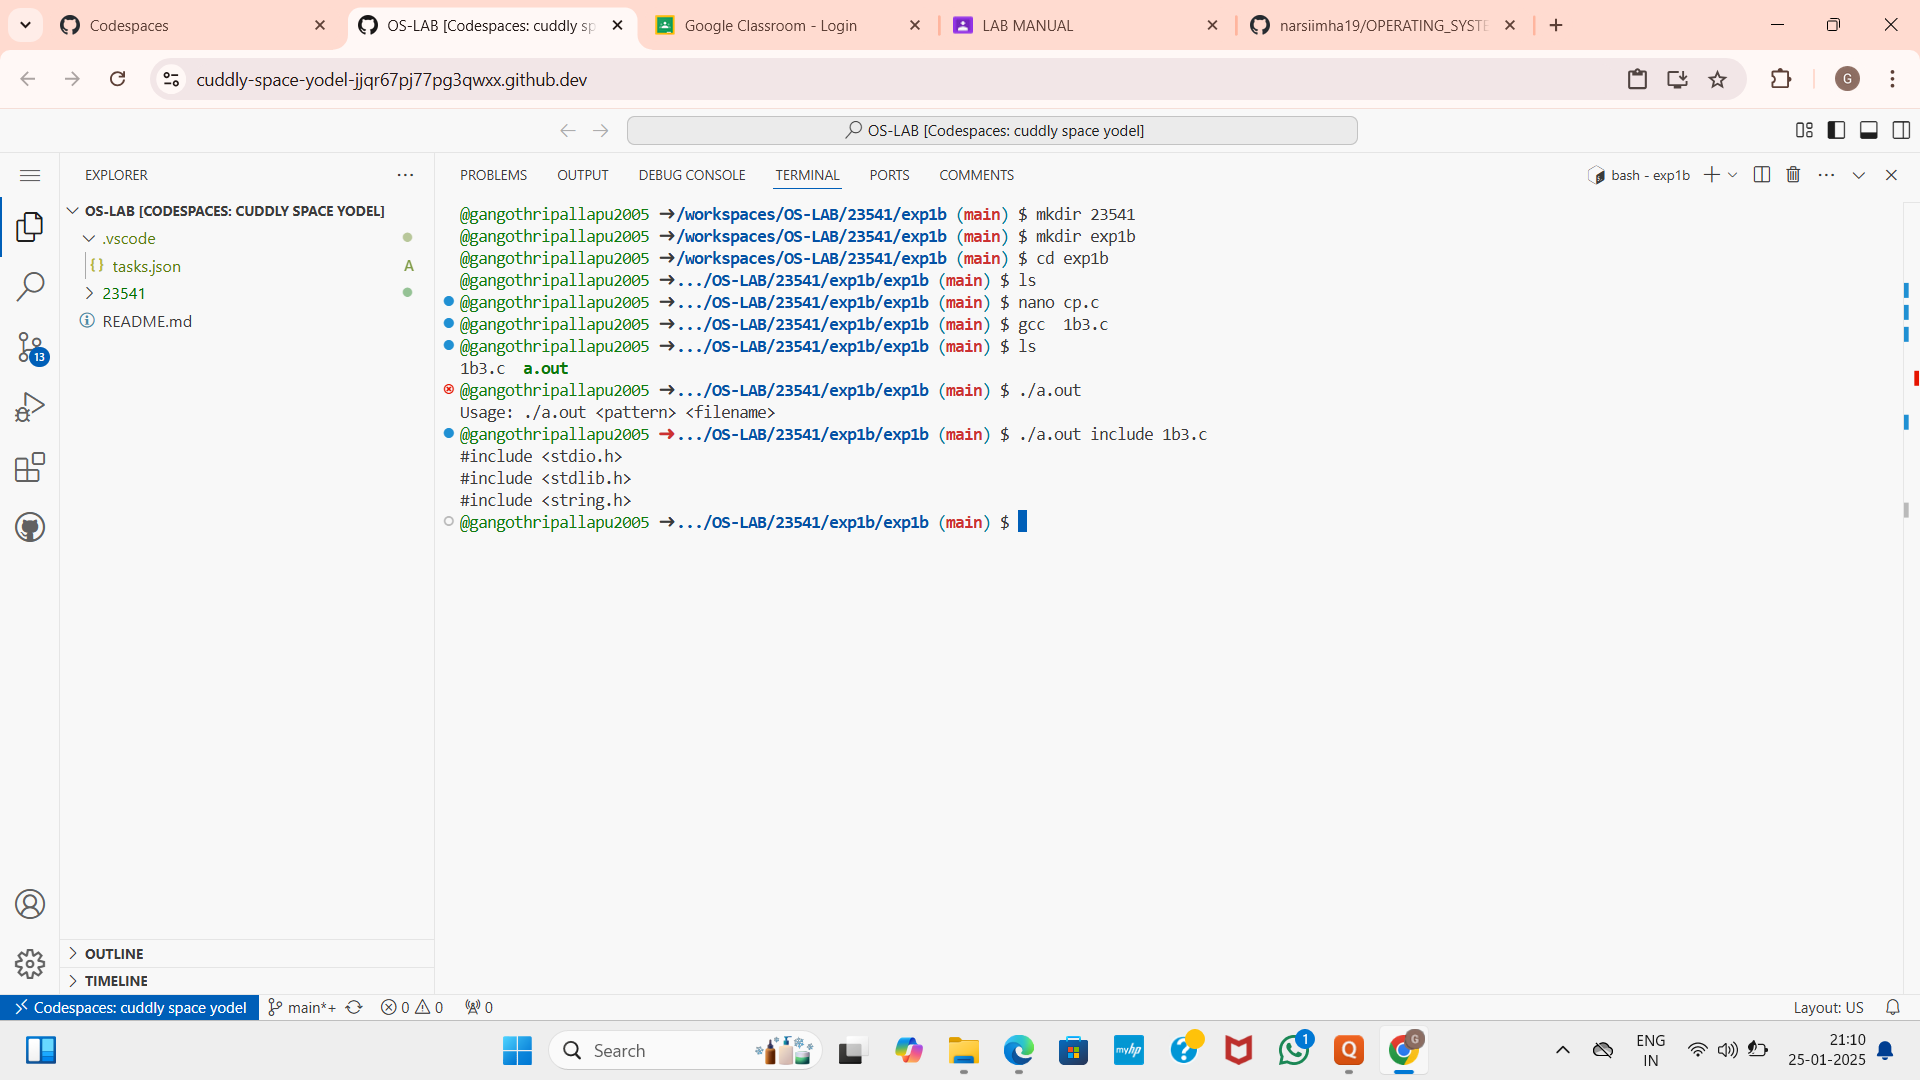 Codespaces
OS-LAB [Codespaces: cuddly sp
Google Classroom - Login
LAB MANUAL
narsiimha19/OPERATING_SYSTE
cuddly-space-yodel-jjqr67pj77pg3qwxx.github.dev
G
OS-LAB [Codespaces: cuddly space yodel]
EXPLORER
PROBLEMS
OUTPUT
DEBUG CONSOLE
TERMINAL
PORTS
COMMENTS
bash - exp1b
OS-LAB [CODESPACES: CUDDLY SPACE YODEL]
.vscode
{} tasks.json A
23541
README.md
13
@gangothripallapu2005 →/workspaces/OS-LAB/23541/exp1b (main) $ mkdir 23541
@gangothripallapu2005 →/workspaces/OS-LAB/23541/exp1b (main) $ mkdir exp1b
@gangothripallapu2005 →/workspaces/OS-LAB/23541/exp1b (main) $ cd exp1b
@gangothripallapu2005 →.../OS-LAB/23541/exp1b/exp1b (main) $ ls
@gangothripallapu2005 →.../OS-LAB/23541/exp1b/exp1b (main) $ nano cp.c
@gangothripallapu2005 →.../OS-LAB/23541/exp1b/exp1b (main) $ gcc  1b3.c
@gangothripallapu2005 →.../OS-LAB/23541/exp1b/exp1b (main) $ ls
1b3.c  a.out
@gangothripallapu2005 →.../OS-LAB/23541/exp1b/exp1b (main) $ ./a.out
Usage: ./a.out <pattern> <filename>
@gangothripallapu2005 →.../OS-LAB/23541/exp1b/exp1b (main) $ ./a.out include 1b3.c
#include <stdio.h>
#include <stdlib.h>
#include <string.h>
@gangothripallapu2005 →.../OS-LAB/23541/exp1b/exp1b (main) $
OUTLINE
TIMELINE
Codespaces: cuddly space yodel
main*+
0
0
0
Layout: US
Search
myhp
1
Q
G
ENG
IN
21:10
25-01-2025